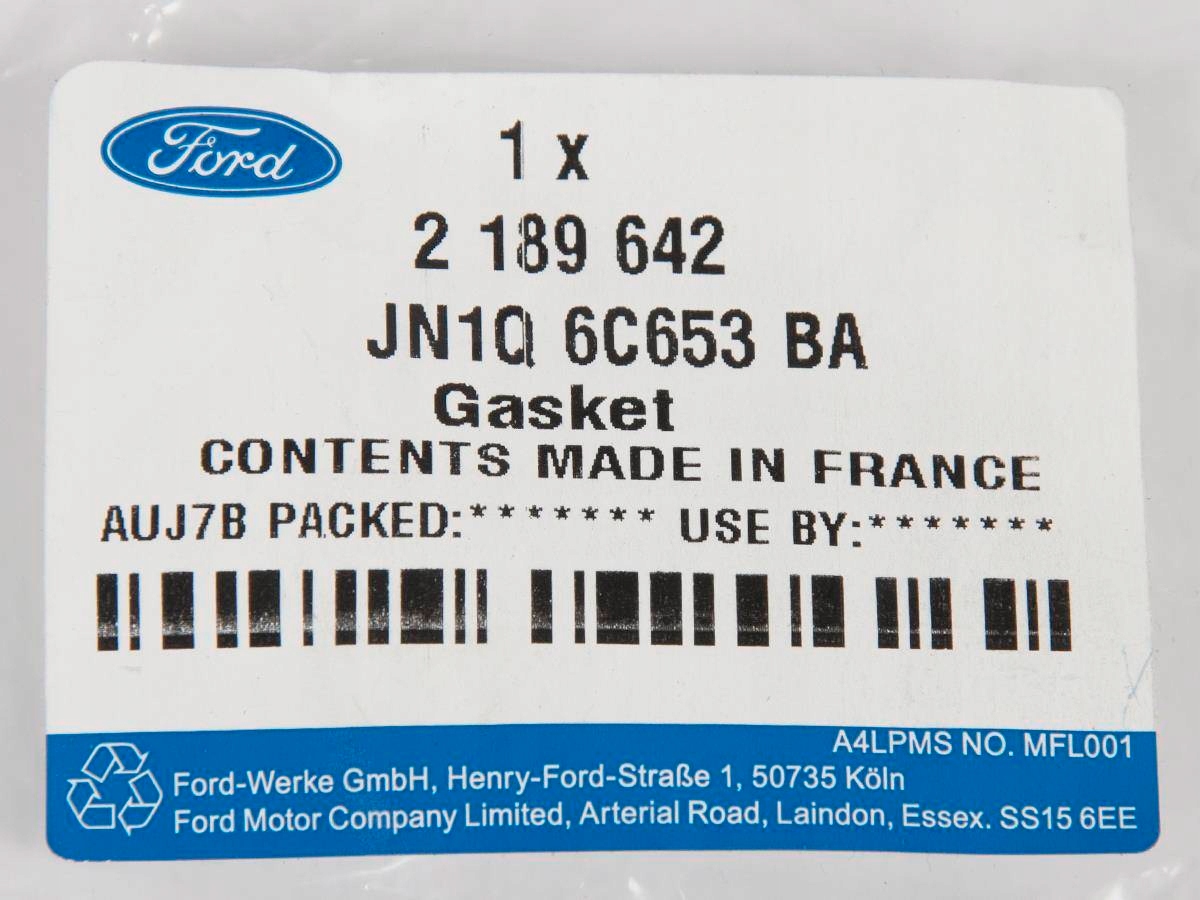 Ford
1 x
2 189 642
JN1Q 6C653 BA
Gasket
CONTENTS MADE IN FRANCE
AUJ7B PACKED:******* USE BY:*******
A4LPMS NO. MFL001
Ford-Werke GmbH, Henry-Ford-Straße 1, 50735 Köln
Ford Motor Company Limited, Arterial Road, Laindon, Essex. SS15 6EE